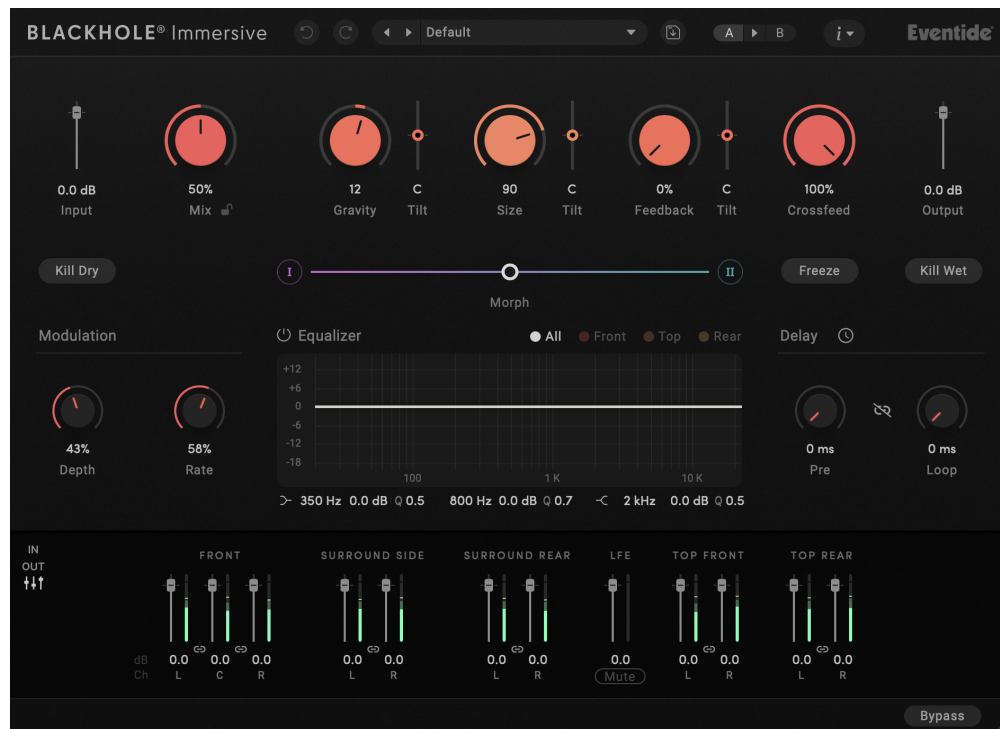 BLACKHOLE® Immersive Default A B i Eventide®
0.0 dB 50% 12 C 90 C 0% C 100% 0.0 dB
Input Mix Gravity Tilt Size Tilt Feedback Tilt Crossfeed Output
Kill Dry I II Freeze Kill Wet
Morph
Modulation Equalizer All Front Top Rear Delay
+12
+6
0
-6
-12
-18
100 1 K 10 K
43% 58% 0 ms 0 ms
Depth Rate Pre Loop
350 Hz 0.0 dB Q 0.5 800 Hz 0.0 dB Q 0.7 2 kHz 0.0 dB Q 0.5
IN
OUT
FRONT SURROUND SIDE SURROUND REAR LFE TOP FRONT TOP REAR
dB 0.0 0.0 0.0 0.0 0.0 0.0 0.0 0.0 0.0 0.0 0.0 0.0
Ch L C R L R L R Mute L R L R
Bypass